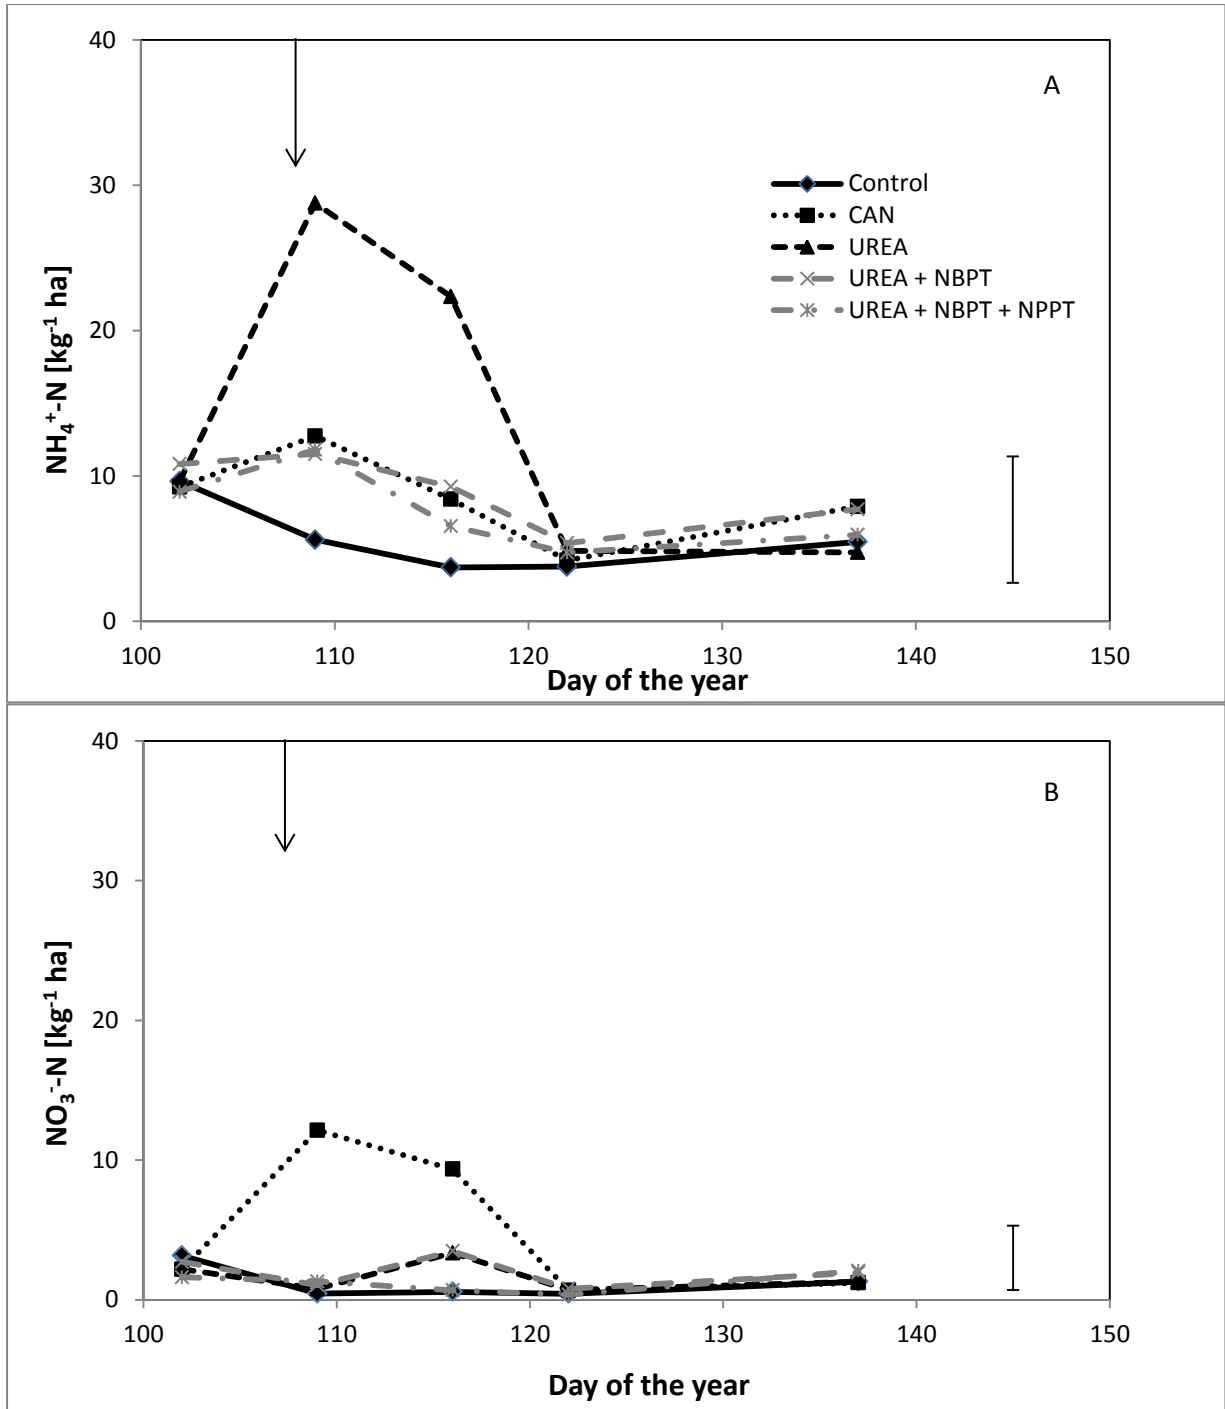 40
A
30
Control
CAN
UREA
UREA + NBPT
UREA + NBPT + NPPT
20
10
0
NH₄⁺-N [kg⁻¹ ha]
100 110 120 130 140 150
Day of the year
40
B
30
20
10
0
NO₃⁻-N [kg⁻¹ ha]
100 110 120 130 140 150
Day of the year